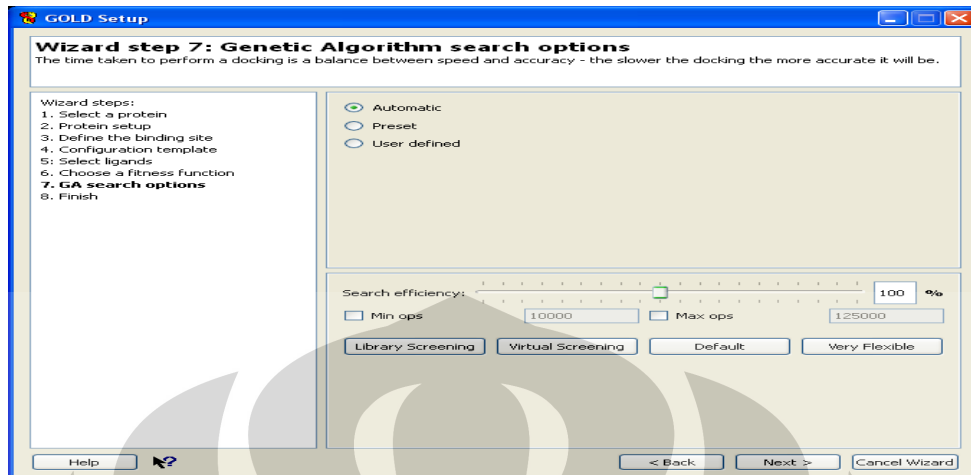 GOLD Setup
Wizard step 7: Genetic Algorithm search options
The time taken to perform a docking is a balance between speed and accuracy - the slower the docking the more accurate it will be.
Wizard steps:
1. Select a protein
2. Protein setup
3. Define the binding site
4. Configuration template
5: Select ligands
6. Choose a fitness function
7. GA search options
8. Finish
Automatic
Preset
User defined
Search efficiency: 100 %
Min ops 10000 Max ops 125000
Library Screening Virtual Screening Default Very Flexible
Help ? < Back Next > Cancel Wizard